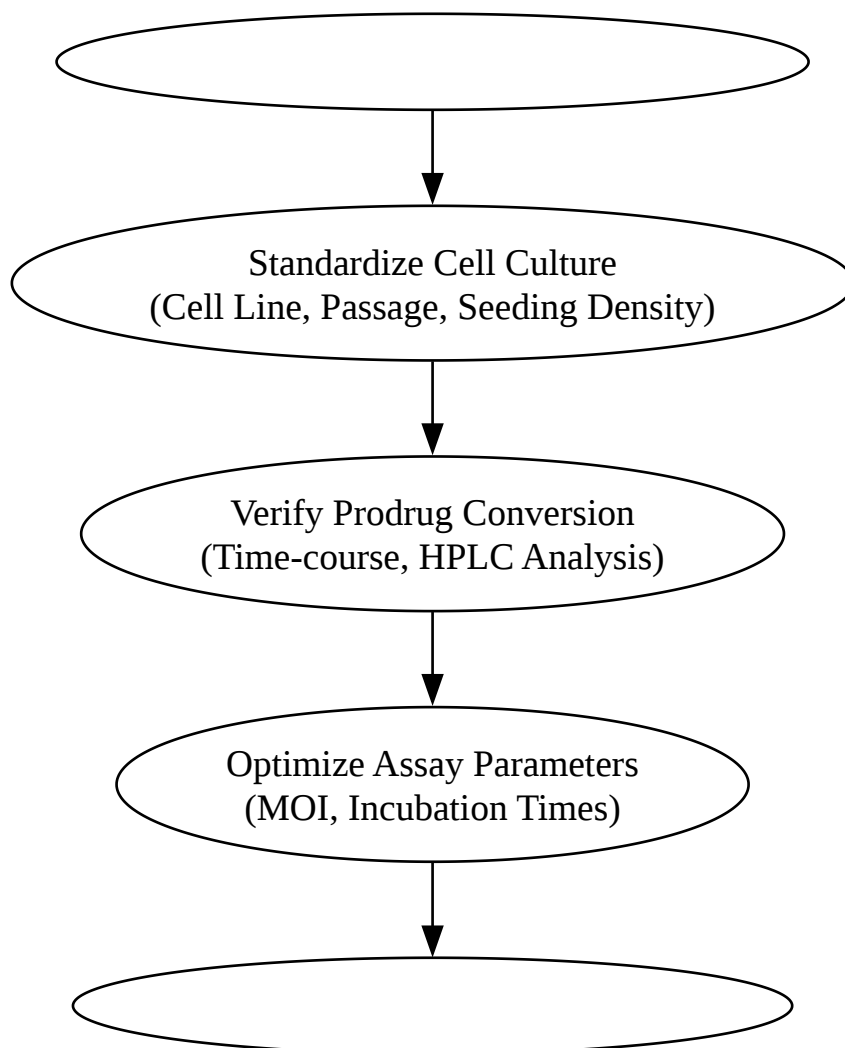 Standardize Cell Culture
(Cell Line, Passage, Seeding Density)
Verify Prodrug Conversion
(Time-course, HPLC Analysis)
Optimize Assay Parameters
(MOI, Incubation Times)